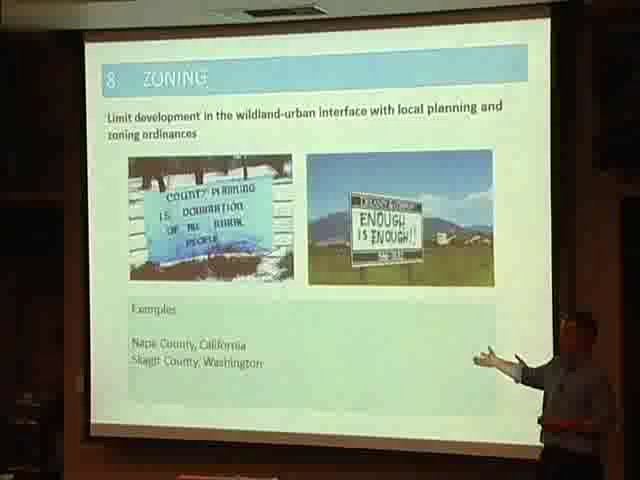 8 ZONING
Limit development in the wildland-urban interface with local planning and
zoning ordinances
COUNTY PLANNING
IS DOMINATION
OF ALL RURAL
PEOPLE
ENOUGH
IS ENOUGH!!
Examples
Napa County, California
Skagit County, Washington